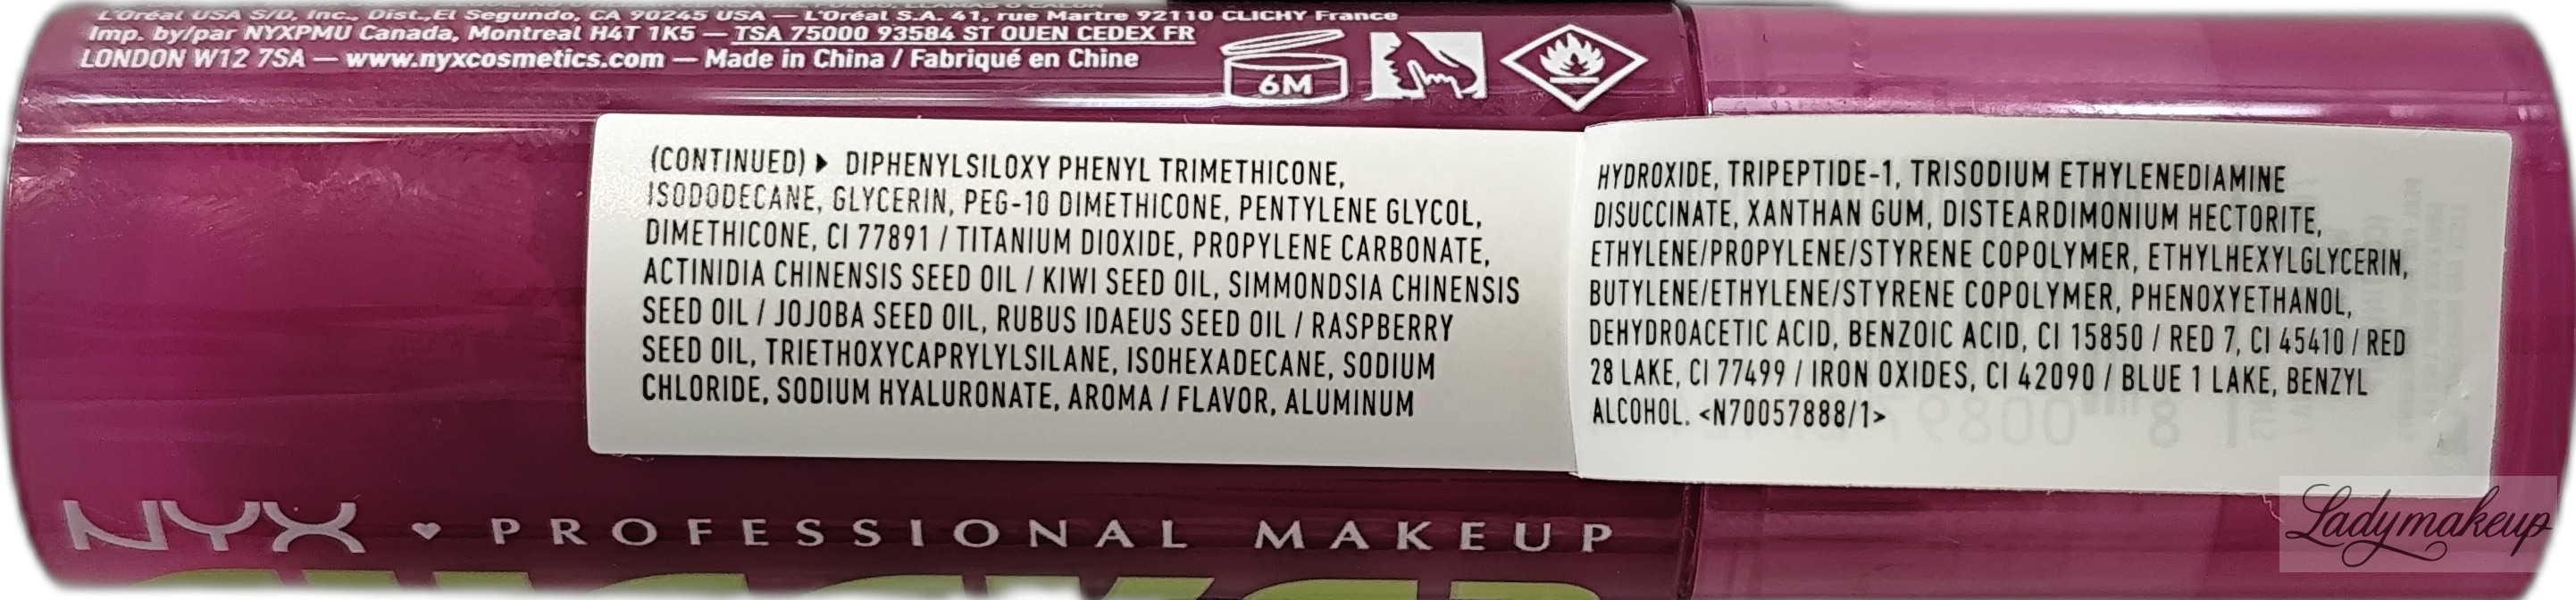 L'Oréal USA S/D, Inc., Dist.,El Segundo, CA 90245 USA — L'Oréal S.A. 41, rue Martre 92110 CLICHY France
Imp. by/par NYXPMU Canada, Montreal H4T 1K5 — TSA 75000 93584 ST OUEN CEDEX FR
LONDON W12 7SA — www.nyxcosmetics.com — Made in China / Fabriqué en Chine
6M
(CONTINUED) ▶ DIPHENYLSILOXY PHENYL TRIMETHICONE,
ISODODECANE, GLYCERIN, PEG-10 DIMETHICONE, PENTYLENE GLYCOL,
DIMETHICONE, CI 77891 / TITANIUM DIOXIDE, PROPYLENE CARBONATE,
ACTINIDIA CHINENSIS SEED OIL / KIWI SEED OIL, SIMMONDSIA CHINENSIS
SEED OIL / JOJOBA SEED OIL, RUBUS IDAEUS SEED OIL / RASPBERRY
SEED OIL, TRIETHOXYCAPRYLYLSILANE, ISOHEXADECANE, SODIUM
CHLORIDE, SODIUM HYALURONATE, AROMA / FLAVOR, ALUMINUM
HYDROXIDE, TRIPEPTIDE-1, TRISODIUM ETHYLENEDIAMINE
DISUCCINATE, XANTHAN GUM, DISTEARDIMONIUM HECTORITE,
ETHYLENE/PROPYLENE/STYRENE COPOLYMER, ETHYLHEXYLGLYCERIN,
BUTYLENE/ETHYLENE/STYRENE COPOLYMER, PHENOXYETHANOL,
DEHYDROACETIC ACID, BENZOIC ACID, CI 15850 / RED 7, CI 45410 / RED
28 LAKE, CI 77499 / IRON OXIDES, CI 42090 / BLUE 1 LAKE, BENZYL
ALCOHOL. <N70057888/1>
NYX PROFESSIONAL MAKEUP
Ladymakeup